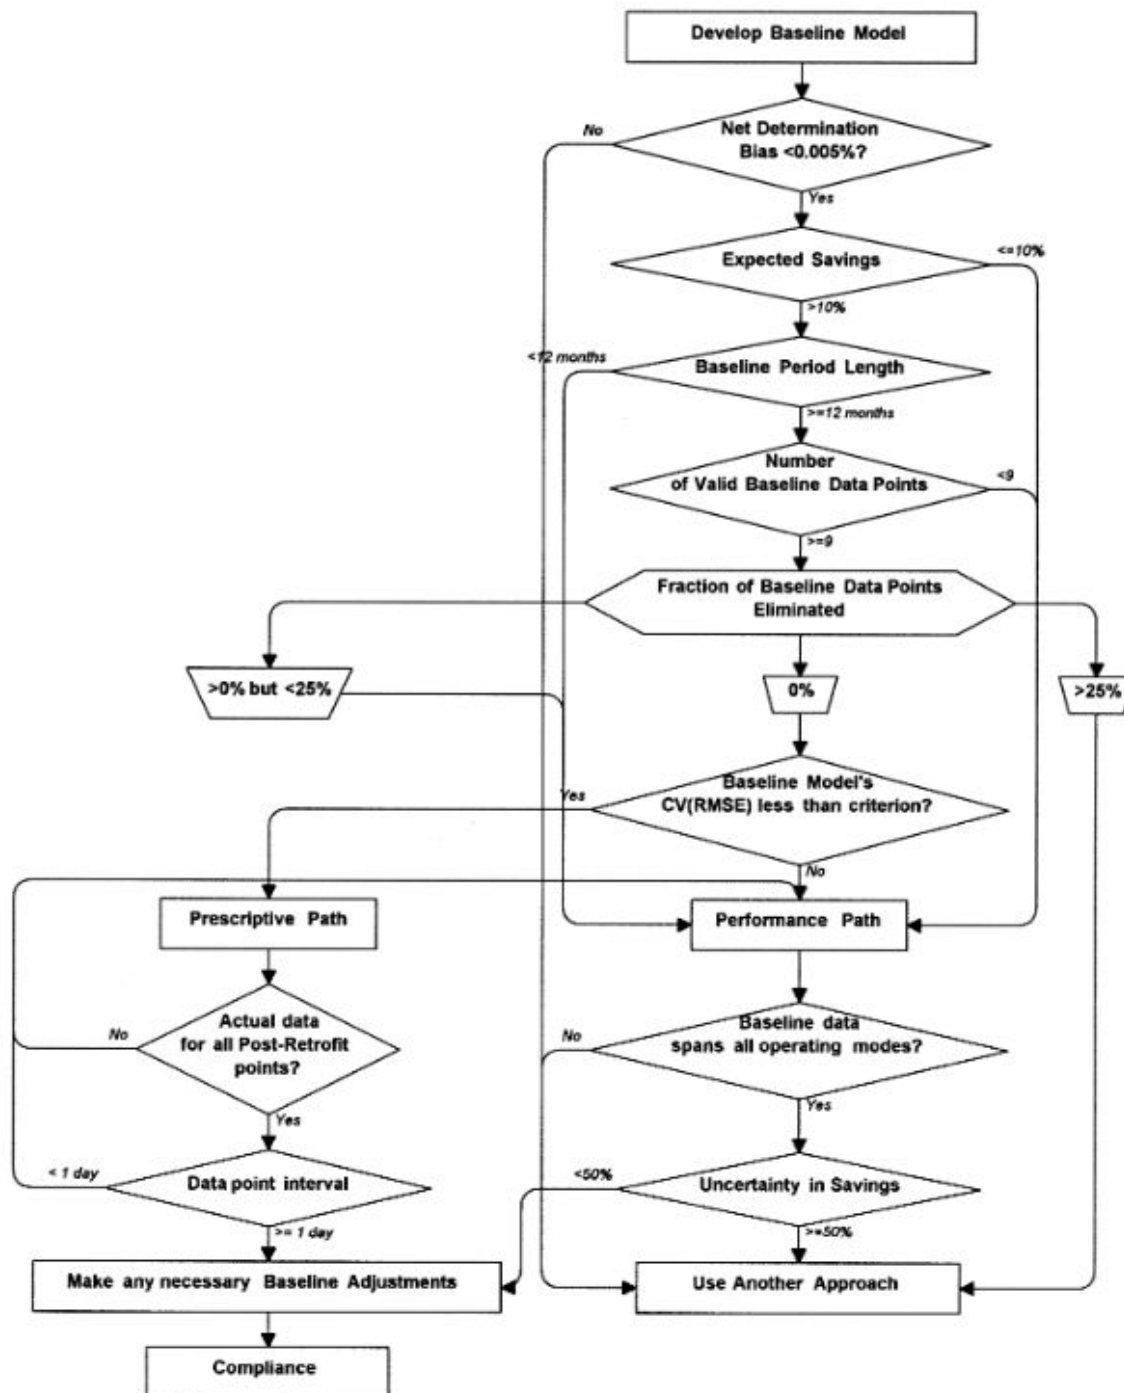 Develop Baseline Model
Net Determination
Bias <0.005%?
No
Yes
Expected Savings
<=10%
>10%
<12 months
Baseline Period Length
>=12 months
Number
of Valid Baseline Data Points
<9
>=9
Fraction of Baseline Data Points
Eliminated
>0% but <25%
0%
>25%
Baseline Model's
CV(RMSE) less than criterion?
Yes
No
Prescriptive Path
Performance Path
Actual data
for all Post-Retrofit
points?
No
Yes
Baseline data
spans all operating modes?
No
Yes
< 1 day
Data point interval
>= 1 day
<50%
Uncertainty in Savings
>=50%
Make any necessary Baseline Adjustments
Use Another Approach
Compliance